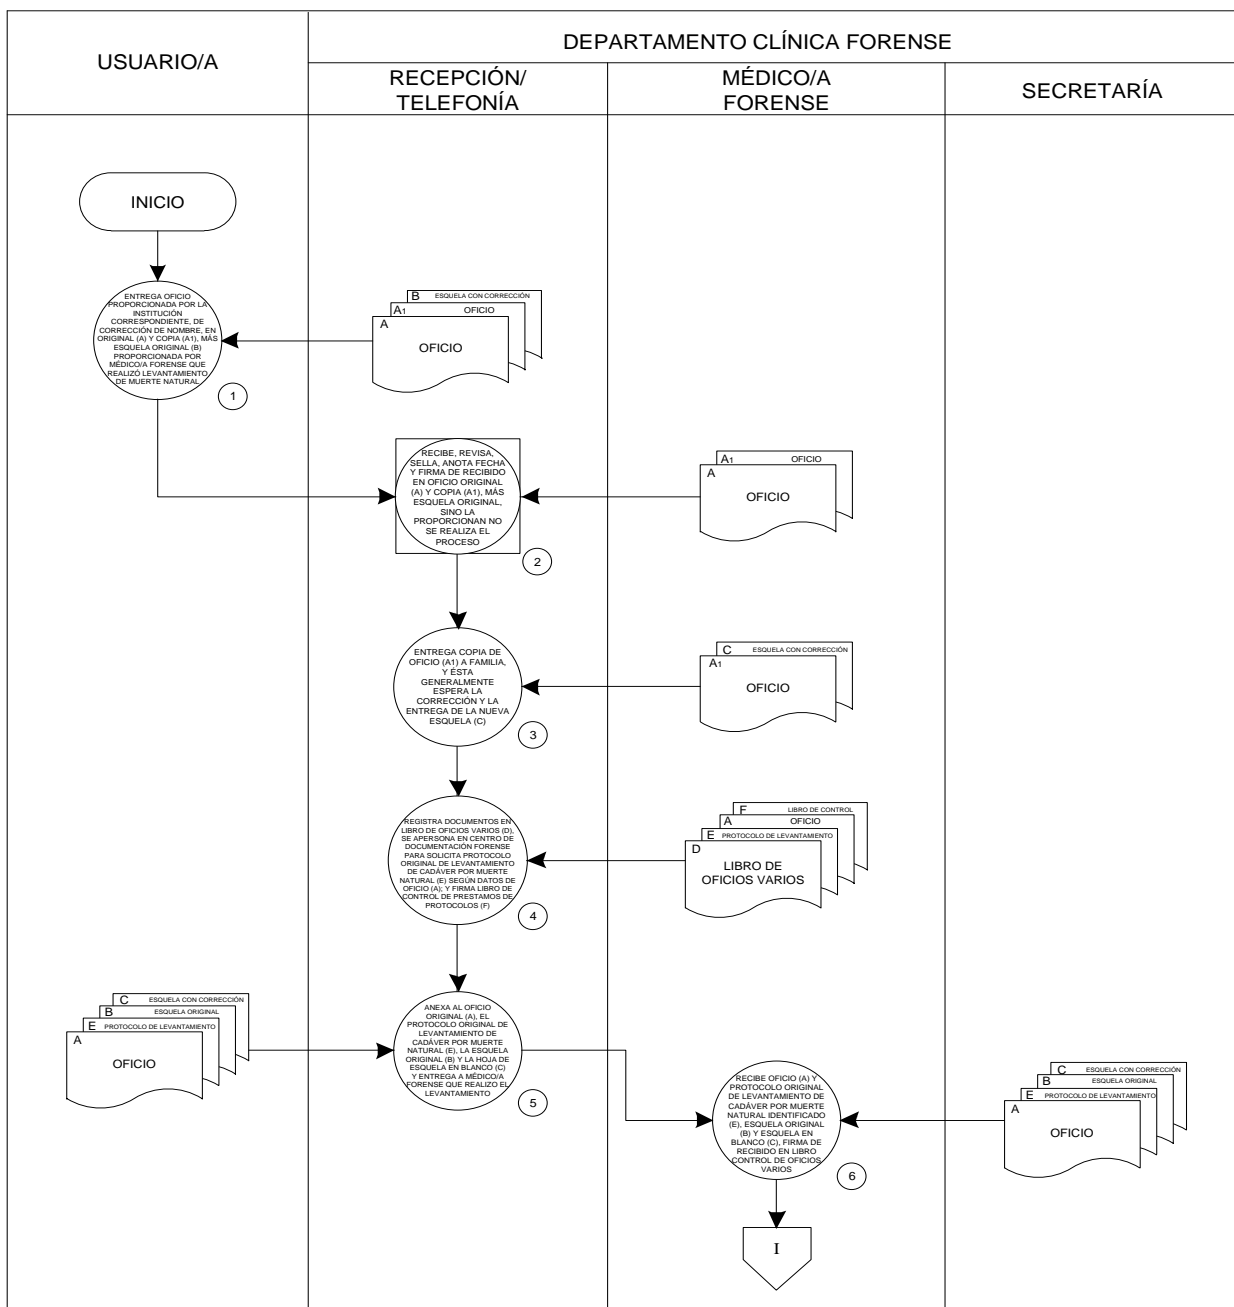 USUARIO/A
DEPARTAMENTO CLÍNICA FORENSE
RECEPCIÓN/
TELEFONÍA
MÉDICO/A
FORENSE
SECRETARÍA
INICIO
ENTREGA OFICIO
PROPORCIONADA POR LA
INSTITUCIÓN
CORRESPONDIENTE, DE
CORRECCIÓN DE NOMBRE, EN
ORIGINAL (A) Y COPIA (A1), MÁS
ESQUELA ORIGINAL (B)
PROPORCIONADA POR
MÉDICO/A FORENSE QUE
REALIZÓ LEVANTAMIENTO
DE MUERTE NATURAL
1
B ESQUELA CON CORRECCIÓN
A1 OFICIO
A
OFICIO
RECIBE, REVISA,
SELLA, ANOTA FECHA
Y FIRMA DE RECIBIDO
EN OFICIO ORIGINAL
(A) Y COPIA (A1), MÁS
ESQUELA ORIGINAL,
SINO LA
PROPORCIONAN NO
SE REALIZA EL
PROCESO
2
A1 OFICIO
A
OFICIO
ENTREGA COPIA DE
OFICIO (A1) A FAMILIA,
Y ÉSTA
GENERALMENTE
ESPERA LA
CORRECCIÓN Y LA
ENTREGA DE LA NUEVA
ESQUELA (C)
3
C ESQUELA CON CORRECCIÓN
A1
OFICIO
REGISTRA DOCUMENTOS EN
LIBRO DE OFICIOS VARIOS (D),
SE APERSONA EN CENTRO DE
DOCUMENTACIÓN FORENSE
PARA SOLICITA PROTOCOLO
ORIGINAL DE LEVANTAMIENTO
DE CADÁVER POR MUERTE
NATURAL (E) SEGÚN DATOS DE
OFICIO (A); Y FIRMA LIBRO DE
CONTROL DE PRESTAMOS DE
PROTOCOLOS (F)
4
F LIBRO DE CONTROL
A OFICIO
E PROTOCOLO DE LEVANTAMIENTO
D
LIBRO DE
OFICIOS VARIOS
C ESQUELA CON CORRECCIÓN
B ESQUELA ORIGINAL
E PROTOCOLO DE LEVANTAMIENTO
A
OFICIO
ANEXA AL OFICIO
ORIGINAL (A), EL
PROTOCOLO ORIGINAL DE
LEVANTAMIENTO DE
CADÁVER POR MUERTE
NATURAL (E), LA ESQUELA
ORIGINAL (B) Y LA HOJA DE
ESQUELA EN BLANCO (C)
Y ENTREGA A MÉDICO/A
FORENSE QUE REALIZO EL
LEVANTAMIENTO
5
RECIBE OFICIO (A) Y
PROTOCOLO ORIGINAL
DE LEVANTAMIENTO DE
CADÁVER POR MUERTE
NATURAL IDENTIFICADO
(E), ESQUELA ORIGINAL
(B) Y ESQUELA EN
BLANCO (C), FIRMA DE
RECIBIDO EN LIBRO
CONTROL DE OFICIOS
VARIOS
6
C ESQUELA CON CORRECCIÓN
B ESQUELA ORIGINAL
E PROTOCOLO DE LEVANTAMIENTO
A
OFICIO
I